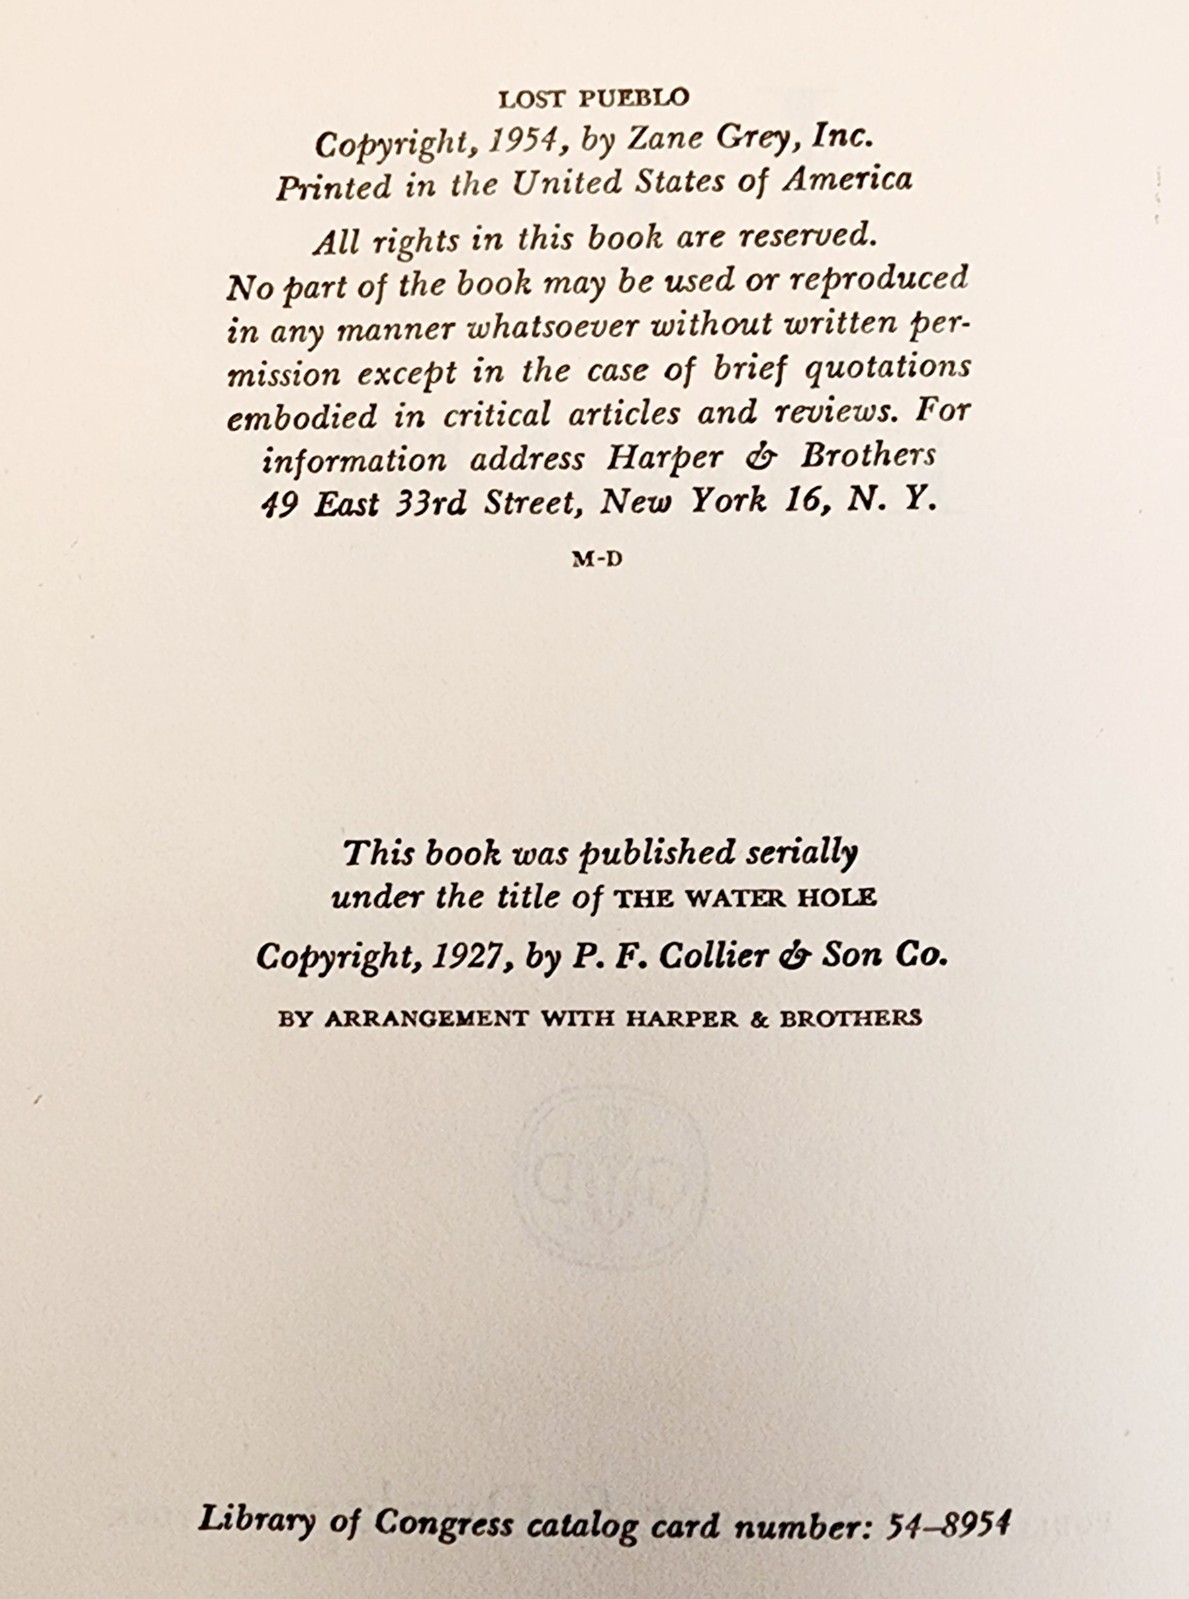 LOST PUEBLO
Copyright, 1954, by Zane Grey, Inc.
Printed in the United States of America
All rights in this book are reserved.
No part of the book may be used or reproduced
in any manner whatsoever without written per-
mission except in the case of brief quotations
embodied in critical articles and reviews. For
information address Harper & Brothers
49 East 33rd Street, New York 16, N. Y.
M-D
This book was published serially
under the title of THE WATER HOLE
Copyright, 1927, by P. F. Collier & Son Co.
BY ARRANGEMENT WITH HARPER & BROTHERS
Library of Congress catalog card number: 54–8954